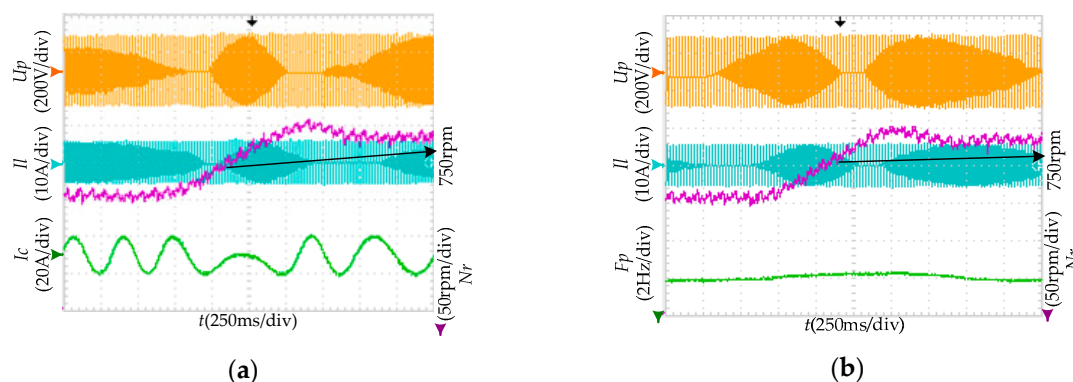 Up
(200V/div)
Il
(10A/div)
Ic
(20A/div)
750rpm
(50rpm/div)
Nr
t(250ms/div)
(a)
Up
(200V/div)
Il
(10A/div)
Fp
(2Hz/div)
750rpm
(50rpm/div)
Nr
t(250ms/div)
(b)